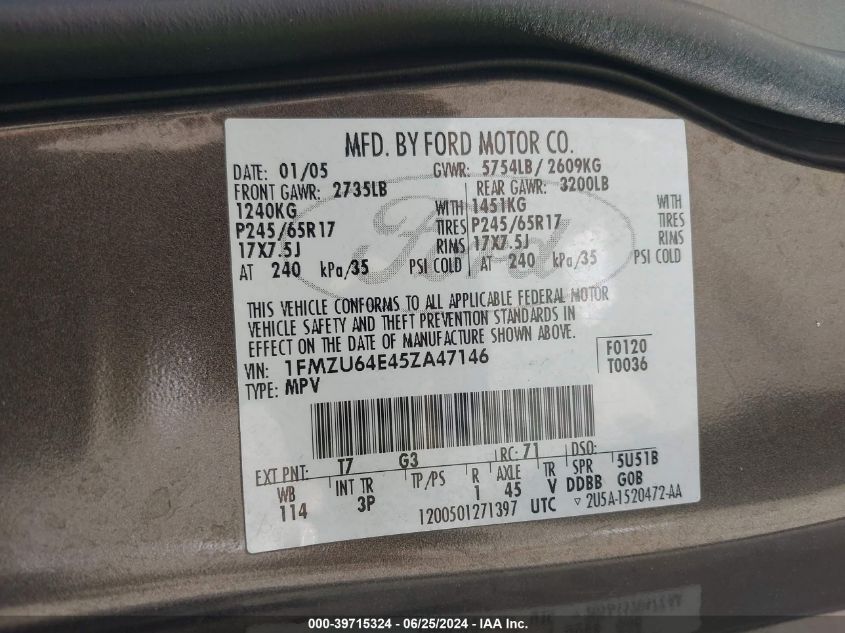 MFD. BY FORD MOTOR CO.
DATE: 01/05 GVWR: 5754LB / 2609KG
FRONT GAWR: 2735LB REAR GAWR: 3200LB
1240KG WITH 1451KG WITH
P245/65R17 TIRES P245/65R17 TIRES
17X7.5J RIMS 17X7.5J RIMS
AT 240 kPa/35 PSI COLD AT 240 kPa/35 PSI COLD
Ford
THIS VEHICLE CONFORMS TO ALL APPLICABLE FEDERAL MOTOR
VEHICLE SAFETY AND THEFT PREVENTION STANDARDS IN
EFFECT ON THE DATE OF MANUFACTURE SHOWN ABOVE.
VIN: 1FMZU64E45ZA47146 F0120
TYPE: MPV T0036
EXT PNT: T7 G3 RC: 71 DSO:
WB INT TR TP/PS R AXLE TR SPR 5U51B
114 3P 1 45 V DDBB GOB
1200501271397 UTC ▽ 2U5A-1520472-AA
000-39715324 - 06/25/2024 - IAA Inc.